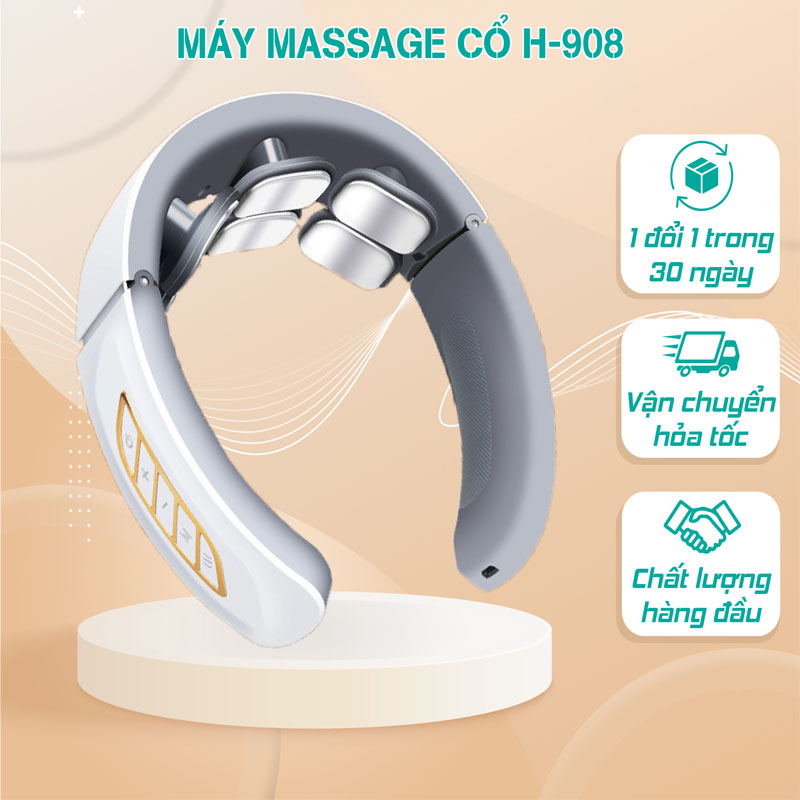 MÁY MASSAGE CỔ H-908
1 đổi 1 trong
30 ngày
Vận chuyển
hỏa tốc
Chất lượng
hàng đầu